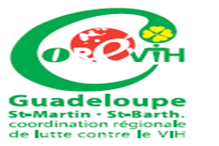 COREVIH
Guadeloupe
St-Martin - St-Barth.
coordination régionale
de lutte contre le VIH